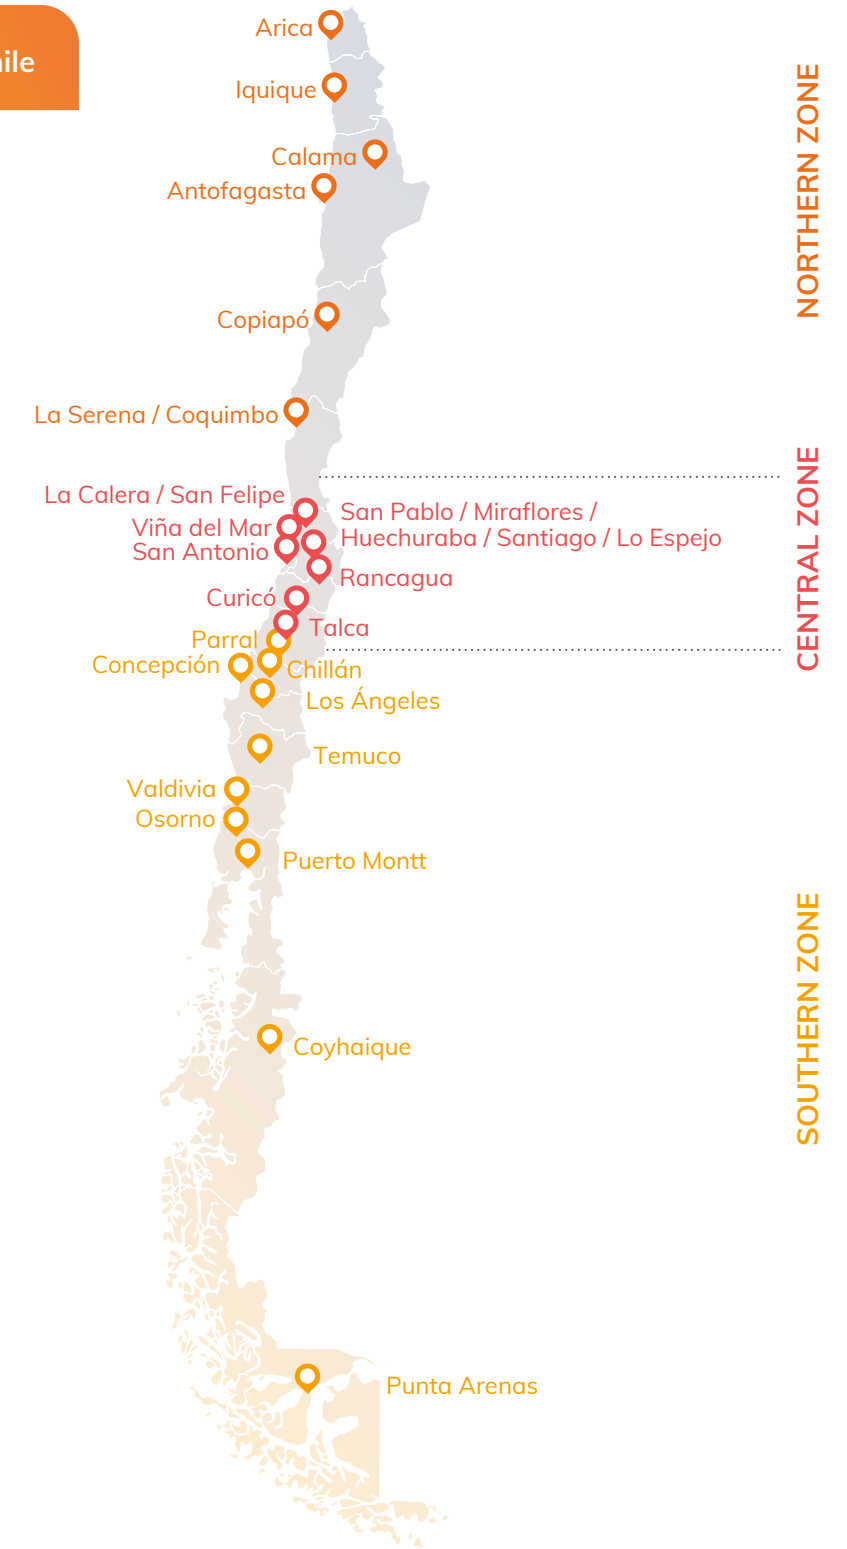 ile
Arica
Iquique
Calama
Antofagasta
Copiapó
La Serena / Coquimbo
NORTHERN ZONE
La Calera / San Felipe
Viña del Mar
San Antonio
San Pablo / Miraflores /
Huechuraba / Santiago / Lo Espejo
Rancagua
Curicó
Talca
CENTRAL ZONE
Parral
Concepción
Chillán
Los Ángeles
Temuco
Valdivia
Osorno
Puerto Montt
Coyhaique
Punta Arenas
SOUTHERN ZONE